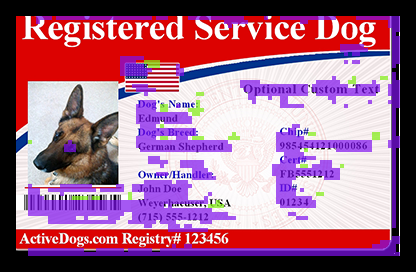 Registered Service Dog
Optional Custom Text
Dog's Name:
Edmund
Dog's Breed:
German Shepherd
Chip#
985454121000086
Cert#
FB5551212
Owner/Handler
John Doe
Weyerhaeuser, USA
(715) 555-1212
ID#
01234
ActiveDogs.com Registry# 123456